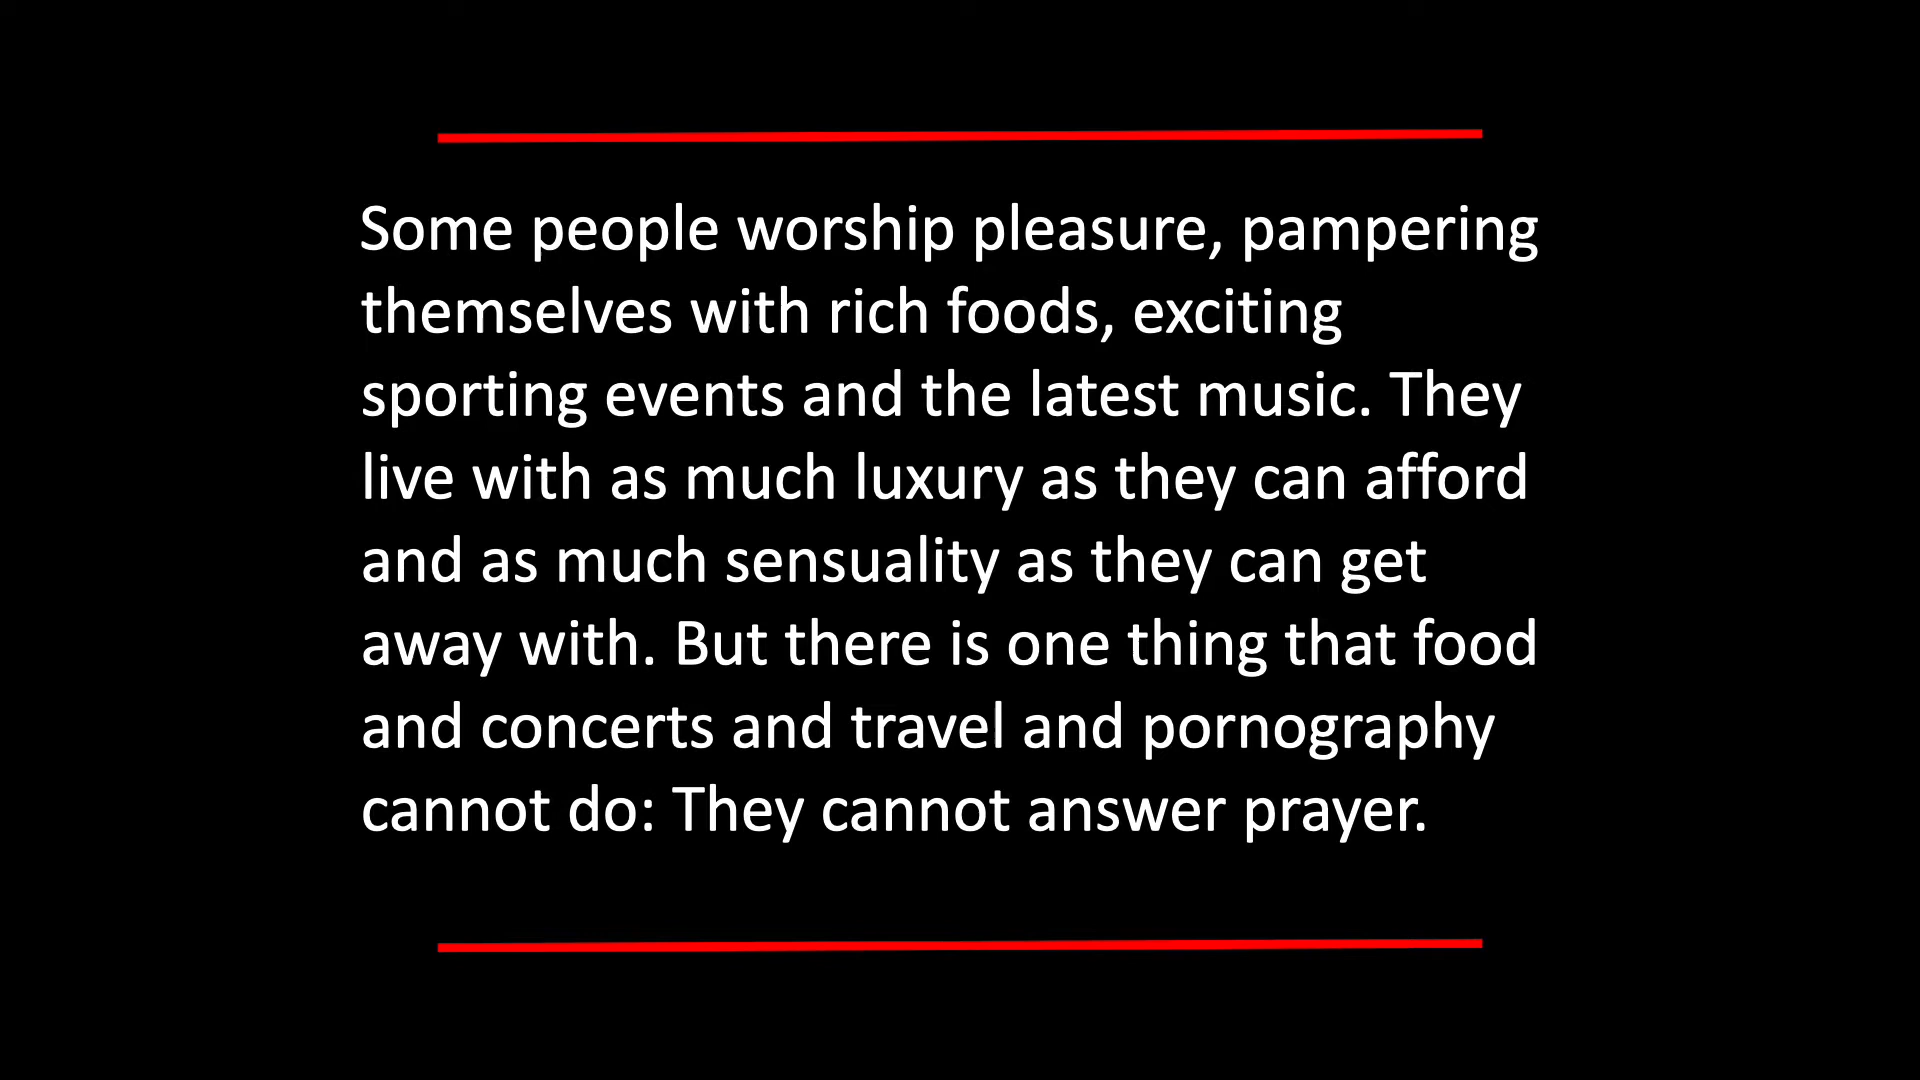 Some people worship pleasure, pampering
themselves with rich foods, exciting
sporting events and the latest music. They
live with as much luxury as they can afford
and as much sensuality as they can get
away with. But there is one thing that food
and concerts and travel and pornography
cannot do: They cannot answer prayer.